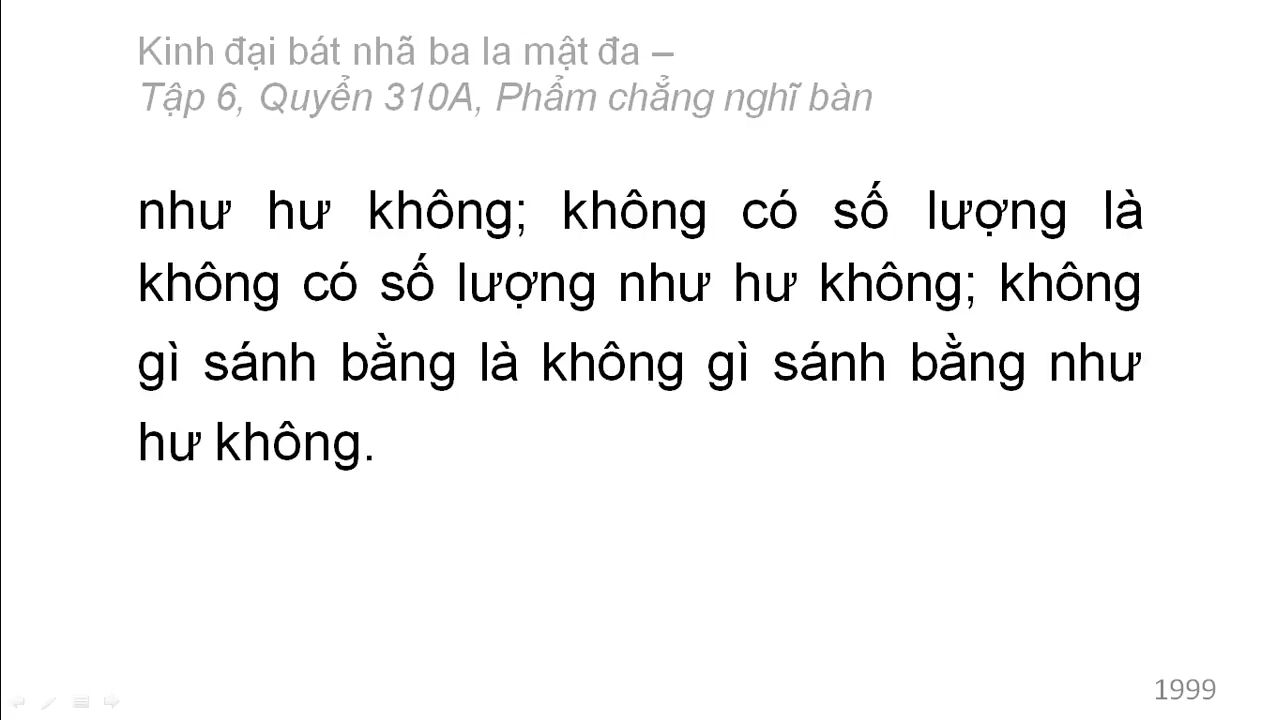 Kinh đại bát nhã ba la mật đa –
Tập 6, Quyển 310A, Phẩm chẳng nghĩ bàn
như hư không; không có số lượng là
không có số lượng như hư không; không
gì sánh bằng là không gì sánh bằng như
hư không.
1999